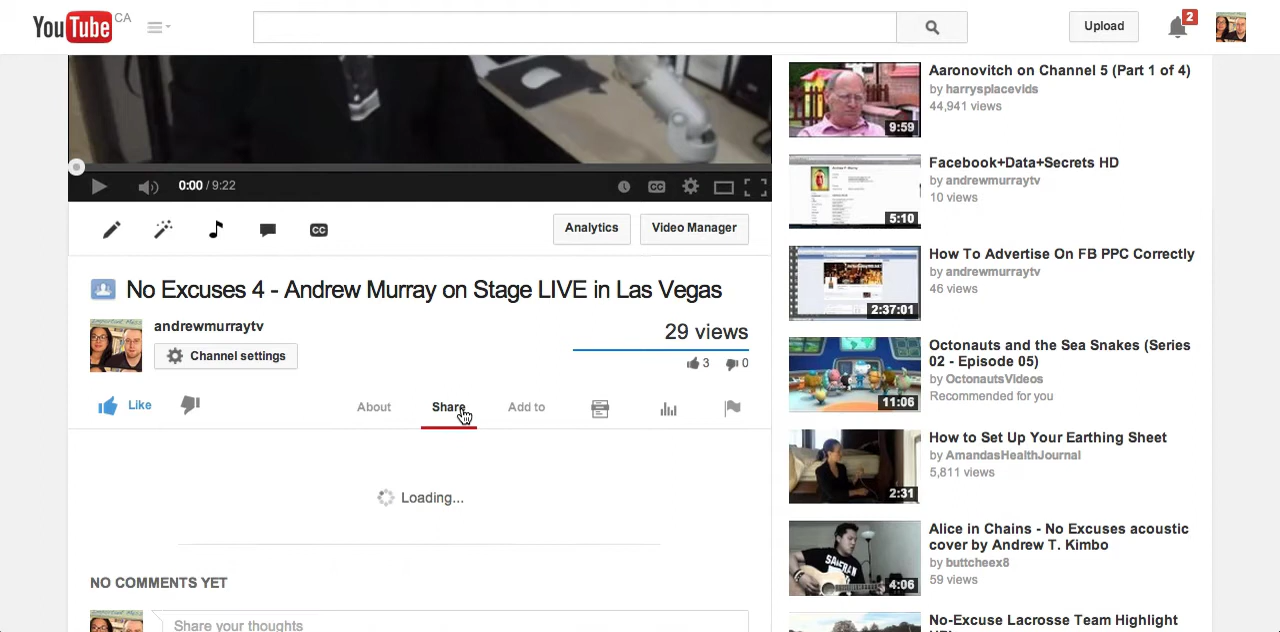 YouTube CA
Upload
2
0:00 / 9:22
CC
CC
Analytics
Video Manager
No Excuses 4 - Andrew Murray on Stage LIVE in Las Vegas
andrewmurraytv
Channel settings
29 views
3
0
Like
About
Share
Add to
Loading...
NO COMMENTS YET
Share your thoughts
Aaronovitch on Channel 5 (Part 1 of 4)
by harrysplacevids
44,941 views
9:59
Facebook+Data+Secrets HD
by andrewmurraytv
10 views
5:10
How To Advertise On FB PPC Correctly
by andrewmurraytv
46 views
2:37:01
Octonauts and the Sea Snakes (Series
02 - Episode 05)
by OctonautsVideos
Recommended for you
11:06
How to Set Up Your Earthing Sheet
by AmandasHealthJournal
5,811 views
2:31
Alice in Chains - No Excuses acoustic
cover by Andrew T. Kimbo
by buttcheex8
59 views
4:06
No-Excuse Lacrosse Team Highlight